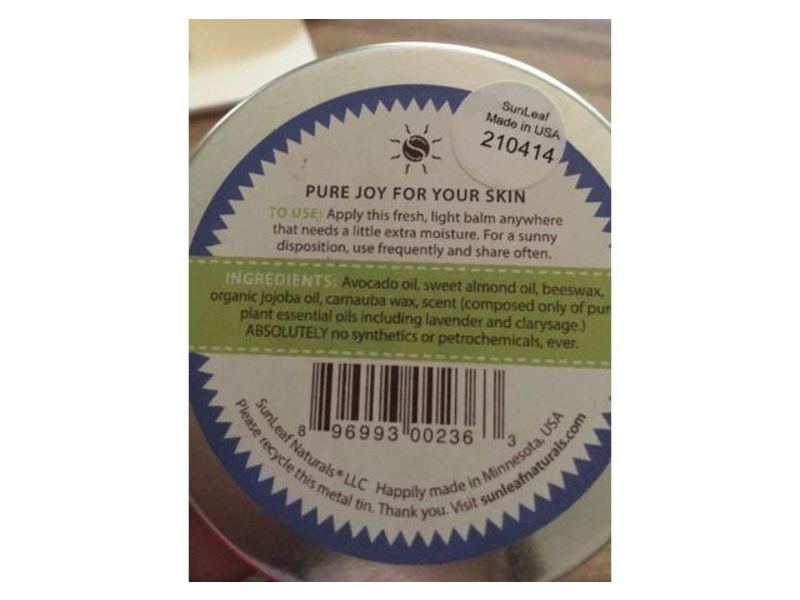 SunLeaf
Made in USA
210414
PURE JOY FOR YOUR SKIN
TO USE: Apply this fresh, light balm anywhere
that needs a little extra moisture. For a sunny
disposition, use frequently and share often.
INGREDIENTS: Avocado oil, sweet almond oil, beeswax,
organic jojoba oil, carnauba wax, scent (composed only of pur
plant essential oils including lavender and clarysage.)
ABSOLUTELY no synthetics or petrochemicals, ever.
8 96993 00236 3
SunLeaf Naturals® LLC Happily made in Minnesota, USA
Please recycle this metal tin. Thank you. Visit sunleafnaturals.com